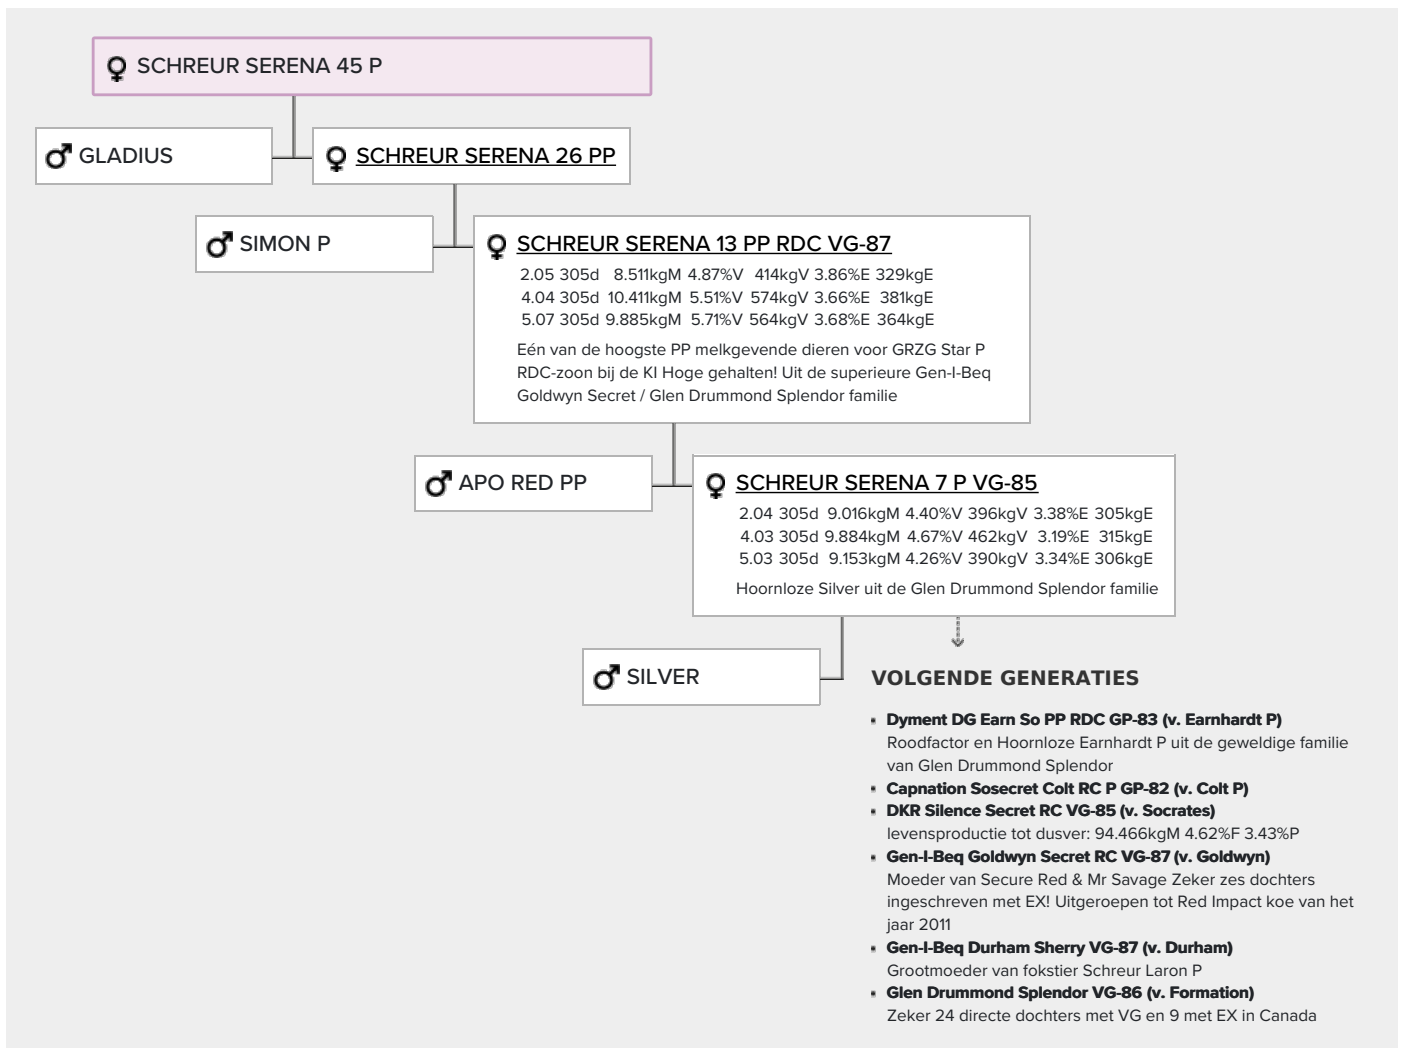 SCHREUR SERENA 45 P
GLADIUS
SCHREUR SERENA 26 PP
SIMON P
SCHREUR SERENA 13 PP RDC VG-87
2.05 305d 8.511kgM 4.87%V 414kgV 3.86%E 329kgE
4.04 305d 10.411kgM 5.51%V 574kgV 3.66%E 381kgE
5.07 305d 9.885kgM 5.71%V 564kgV 3.68%E 364kgE
Eén van de hoogste PP melkgevende dieren voor GRZG Star P
RDC-zoon bij de KI Hoge gehalten! Uit de superieure Gen-I-Beq
Goldwyn Secret / Glen Drummond Splendor familie
APO RED PP
SCHREUR SERENA 7 P VG-85
2.04 305d 9.016kgM 4.40%V 396kgV 3.38%E 305kgE
4.03 305d 9.884kgM 4.67%V 462kgV 3.19%E 315kgE
5.03 305d 9.153kgM 4.26%V 390kgV 3.34%E 306kgE
Hoornloze Silver uit de Glen Drummond Splendor familie
SILVER
VOLGENDE GENERATIES
Dyment DG Earn So PP RDC GP-83 (v. Earnhardt P)
Roodfactor en Hoornloze Earnhardt P uit de geweldige familie
van Glen Drummond Splendor
Capnation Sosecret Colt RC P GP-82 (v. Colt P)
DKR Silence Secret RC VG-85 (v. Socrates)
levensproductie tot dusver: 94.466kgM 4.62%F 3.43%P
Gen-I-Beq Goldwyn Secret RC VG-87 (v. Goldwyn)
Moeder van Secure Red & Mr Savage Zeker zes dochters
ingeschreven met EX! Uitgeroepen tot Red Impact koe van het
jaar 2011
Gen-I-Beq Durham Sherry VG-87 (v. Durham)
Grootmoeder van fokstier Schreur Laron P
Glen Drummond Splendor VG-86 (v. Formation)
Zeker 24 directe dochters met VG en 9 met EX in Canada